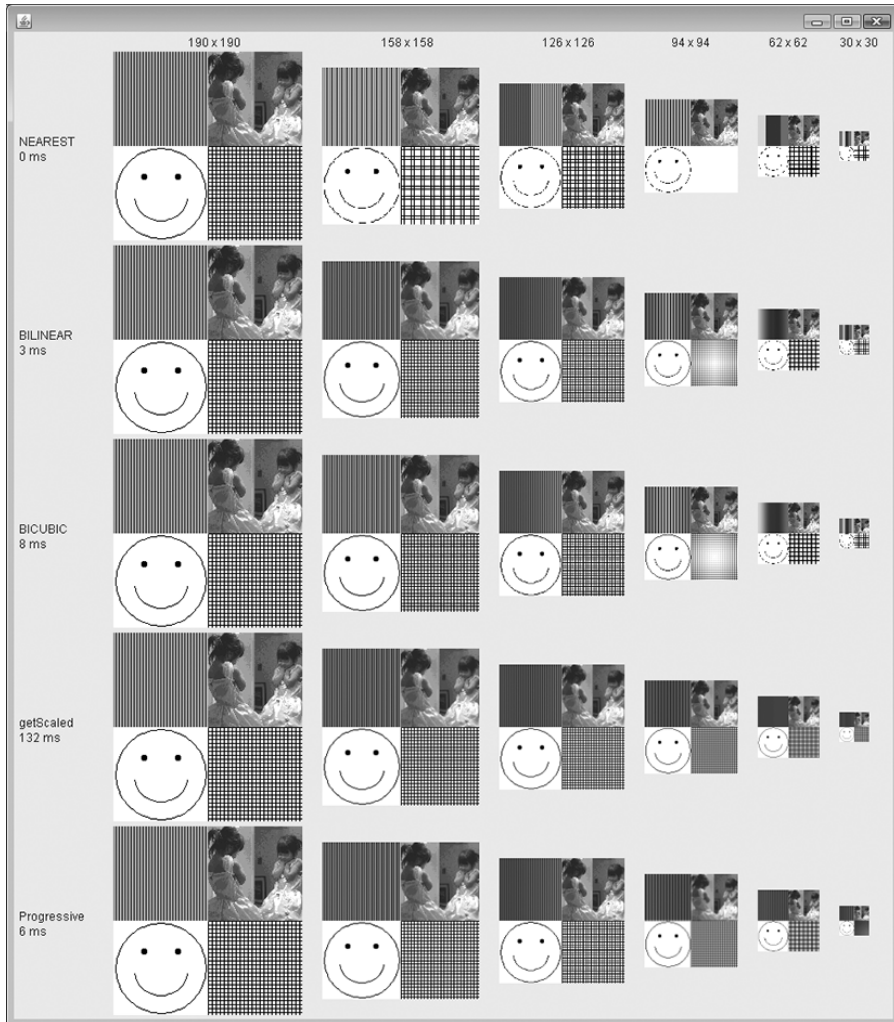 190 x 190 158 x 158 126 x 126 94 x 94 62 x 62 30 x 30
NEAREST
0 ms
BILINEAR
3 ms
BICUBIC
8 ms
getScaled
132 ms
Progressive
6 ms